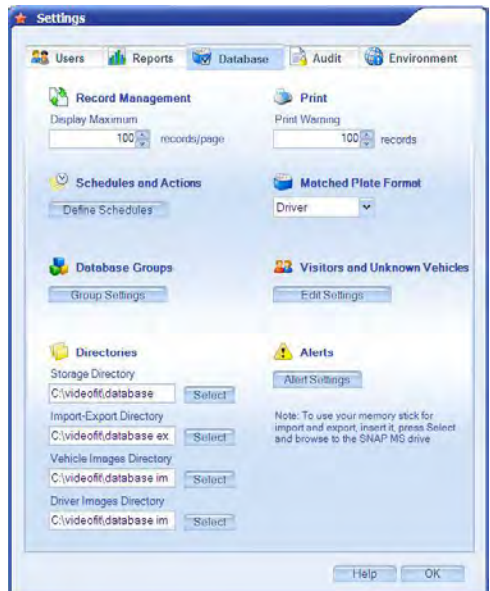 Settings
Users
Reports
Database
Audit
Environment
Record Management
Display Maximum
100 records/page
Print
Print Warning
100 records
Schedules and Actions
Define Schedules
Matched Plate Format
Driver
Database Groups
Group Settings
Visitors and Unknown Vehicles
Edit Settings
Directories
Storage Directory
C:\videofit\database
Select
Import-Export Directory
C:\videofit\database ex
Select
Vehicle Images Directory
C:\videofit\database im
Select
Driver Images Directory
C:\videofit\database im
Select
Alerts
Alert Settings
Note: To use your memory stick for
import and export, insert it, press Select
and browse to the SNAP MS drive
Help
OK